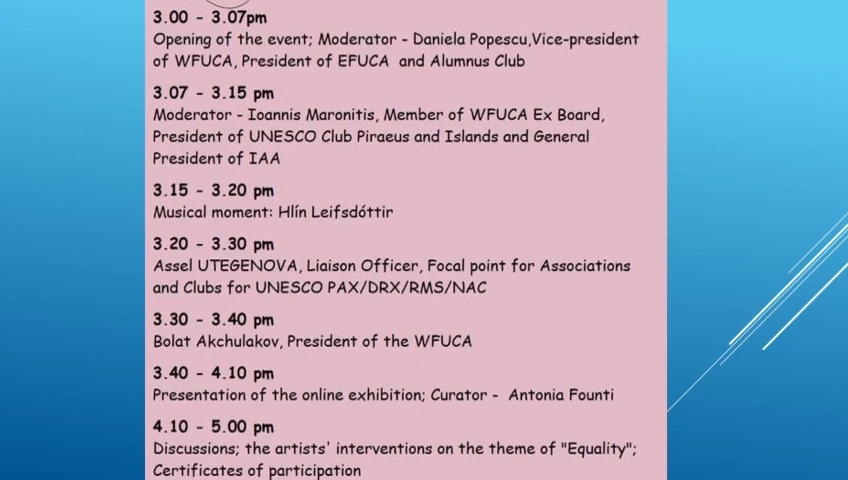 3.00 - 3.07pm
Opening of the event; Moderator - Daniela Popescu,Vice-president
of WFUCA, President of EFUCA and Alumnus Club
3.07 - 3.15 pm
Moderator - Ioannis Maronitis, Member of WFUCA Ex Board,
President of UNESCO Club Piraeus and Islands and General
President of IAA
3.15 - 3.20 pm
Musical moment: Hlín Leifsdóttir
3.20 - 3.30 pm
Assel UTEGENOVA, Liaison Officer, Focal point for Associations
and Clubs for UNESCO PAX/DRX/RMS/NAC
3.30 - 3.40 pm
Bolat Akchulakov, President of the WFUCA
3.40 - 4.10 pm
Presentation of the online exhibition; Curator - Antonia Founti
4.10 - 5.00 pm
Discussions; the artists' interventions on the theme of "Equality";
Certificates of participation